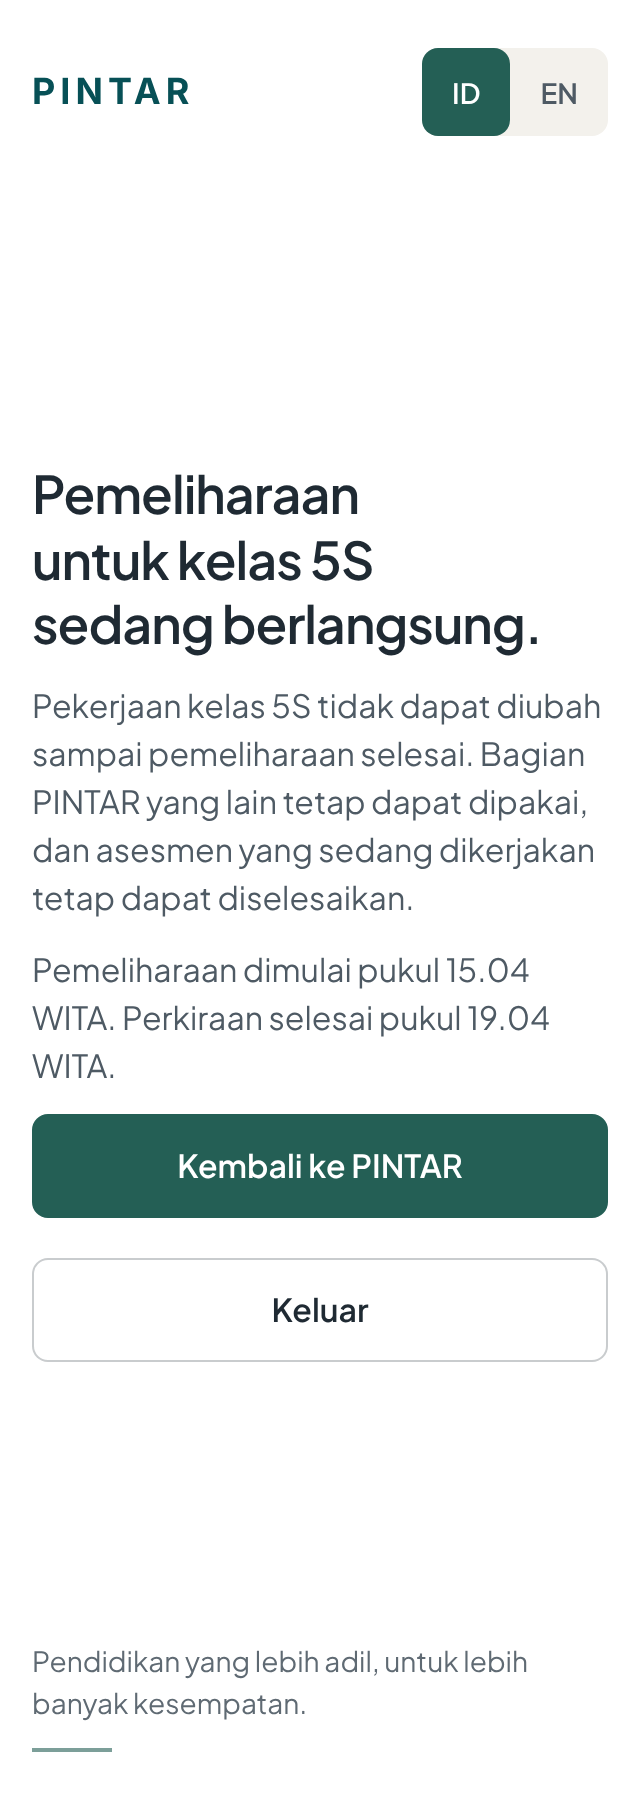 PINTAR
ID
EN
Pemeliharaan
untuk kelas 5S
sedang berlangsung.
Pekerjaan kelas 5S tidak dapat diubah
sampai pemeliharaan selesai. Bagian
PINTAR yang lain tetap dapat dipakai,
dan asesmen yang sedang dikerjakan
tetap dapat diselesaikan.
Pemeliharaan dimulai pukul 15.04
WITA. Perkiraan selesai pukul 19.04
WITA.
Kembali ke PINTAR
Keluar
Pendidikan yang lebih adil, untuk lebih
banyak kesempatan.